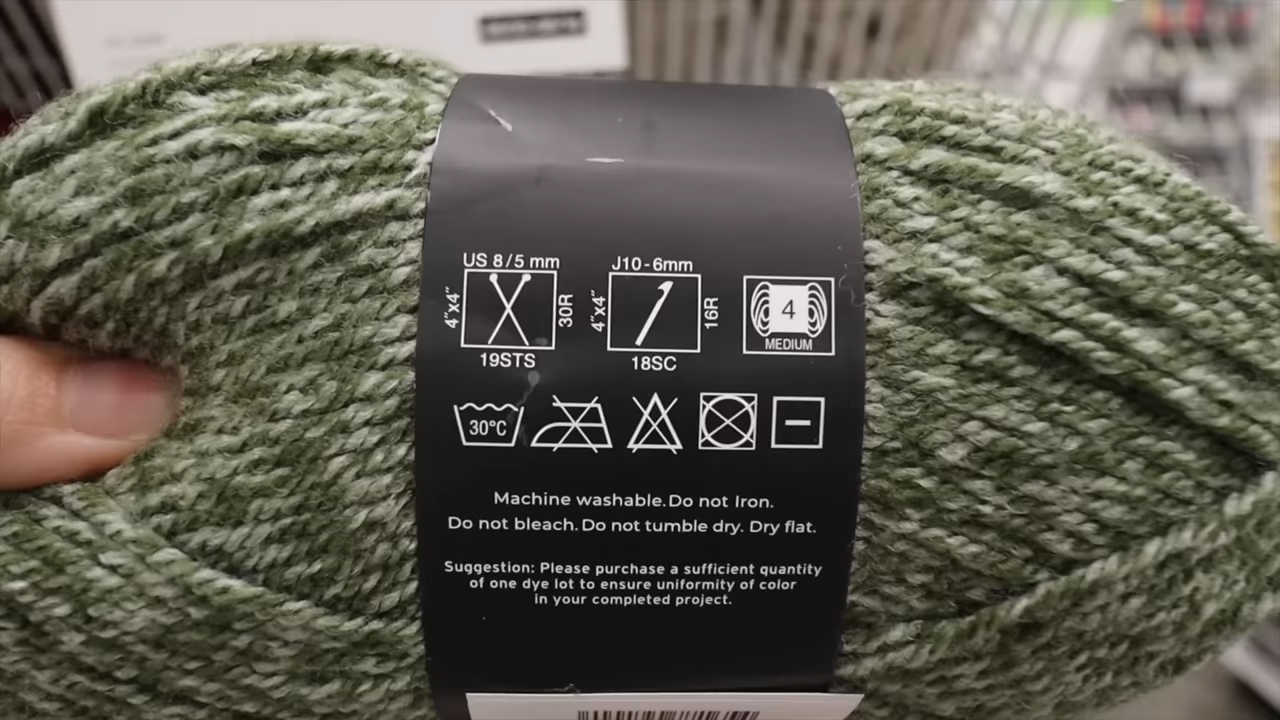 US 8/5 mm
4"x4"
30R
19STS
J10-6mm
4"x4"
16R
18SC
4
MEDIUM
30°C
Machine washable. Do not Iron.
Do not bleach. Do not tumble dry. Dry flat.
Suggestion: Please purchase a sufficient quantity
of one dye lot to ensure uniformity of color
in your completed project.